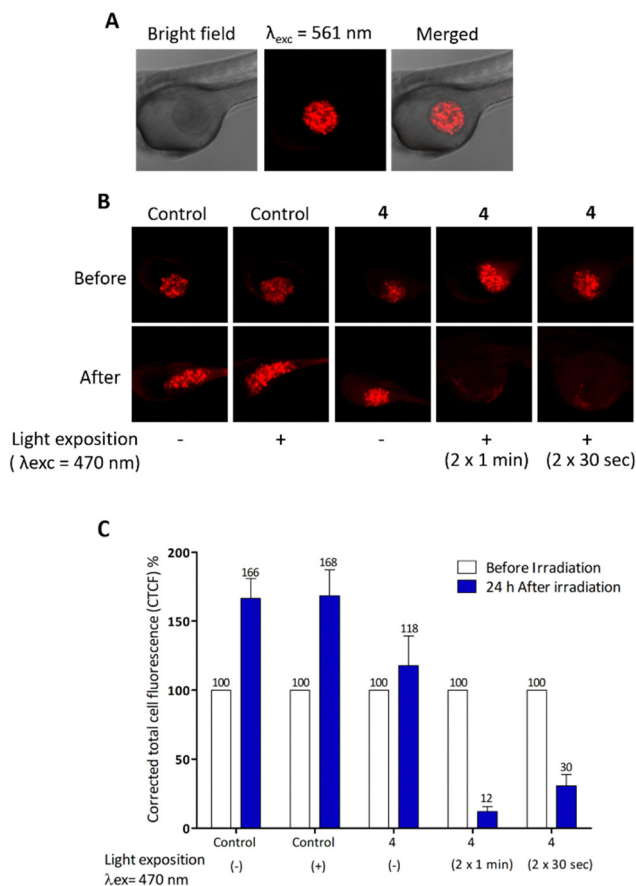 A
Bright field λexc = 561 nm Merged
B
Control Control 4 4 4
Before
After
Light exposition - + - + +
( λexc = 470 nm) (2 x 1 min) (2 x 30 sec)
C
Corrected total cell fluorescence (CTCF) %
200
150
100
50
0
Before Irradiation
24 h After irradiation
100 166 100 168 100 118 100 12 100 30
Control Control 4 4 4
Light exposition (-) (+) (-) (2 x 1 min) (2 x 30 sec)
λex= 470 nm